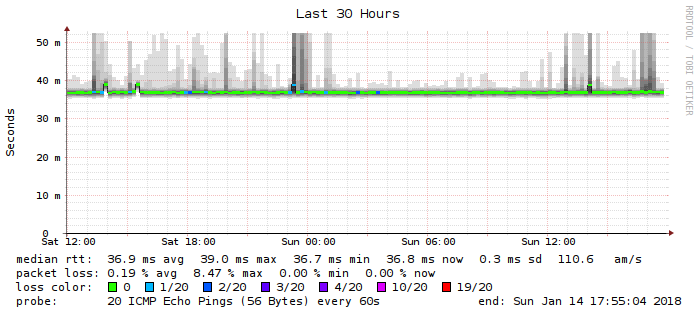 Last 30 Hours
RRDTOOL / TOBI OETIKER
Seconds
50 m
40 m
30 m
20 m
10 m
0
Sat 12:00 Sat 18:00 Sun 00:00 Sun 06:00 Sun 12:00
median rtt: 36.9 ms avg 39.0 ms max 36.7 ms min 36.8 ms now 0.3 ms sd 110.6 am/s
packet loss: 0.19 % avg 8.47 % max 0.00 % min 0.00 % now
loss color: 0 1/20 2/20 3/20 4/20 10/20 19/20
probe: 20 ICMP Echo Pings (56 Bytes) every 60s end: Sun Jan 14 17:55:04 2018